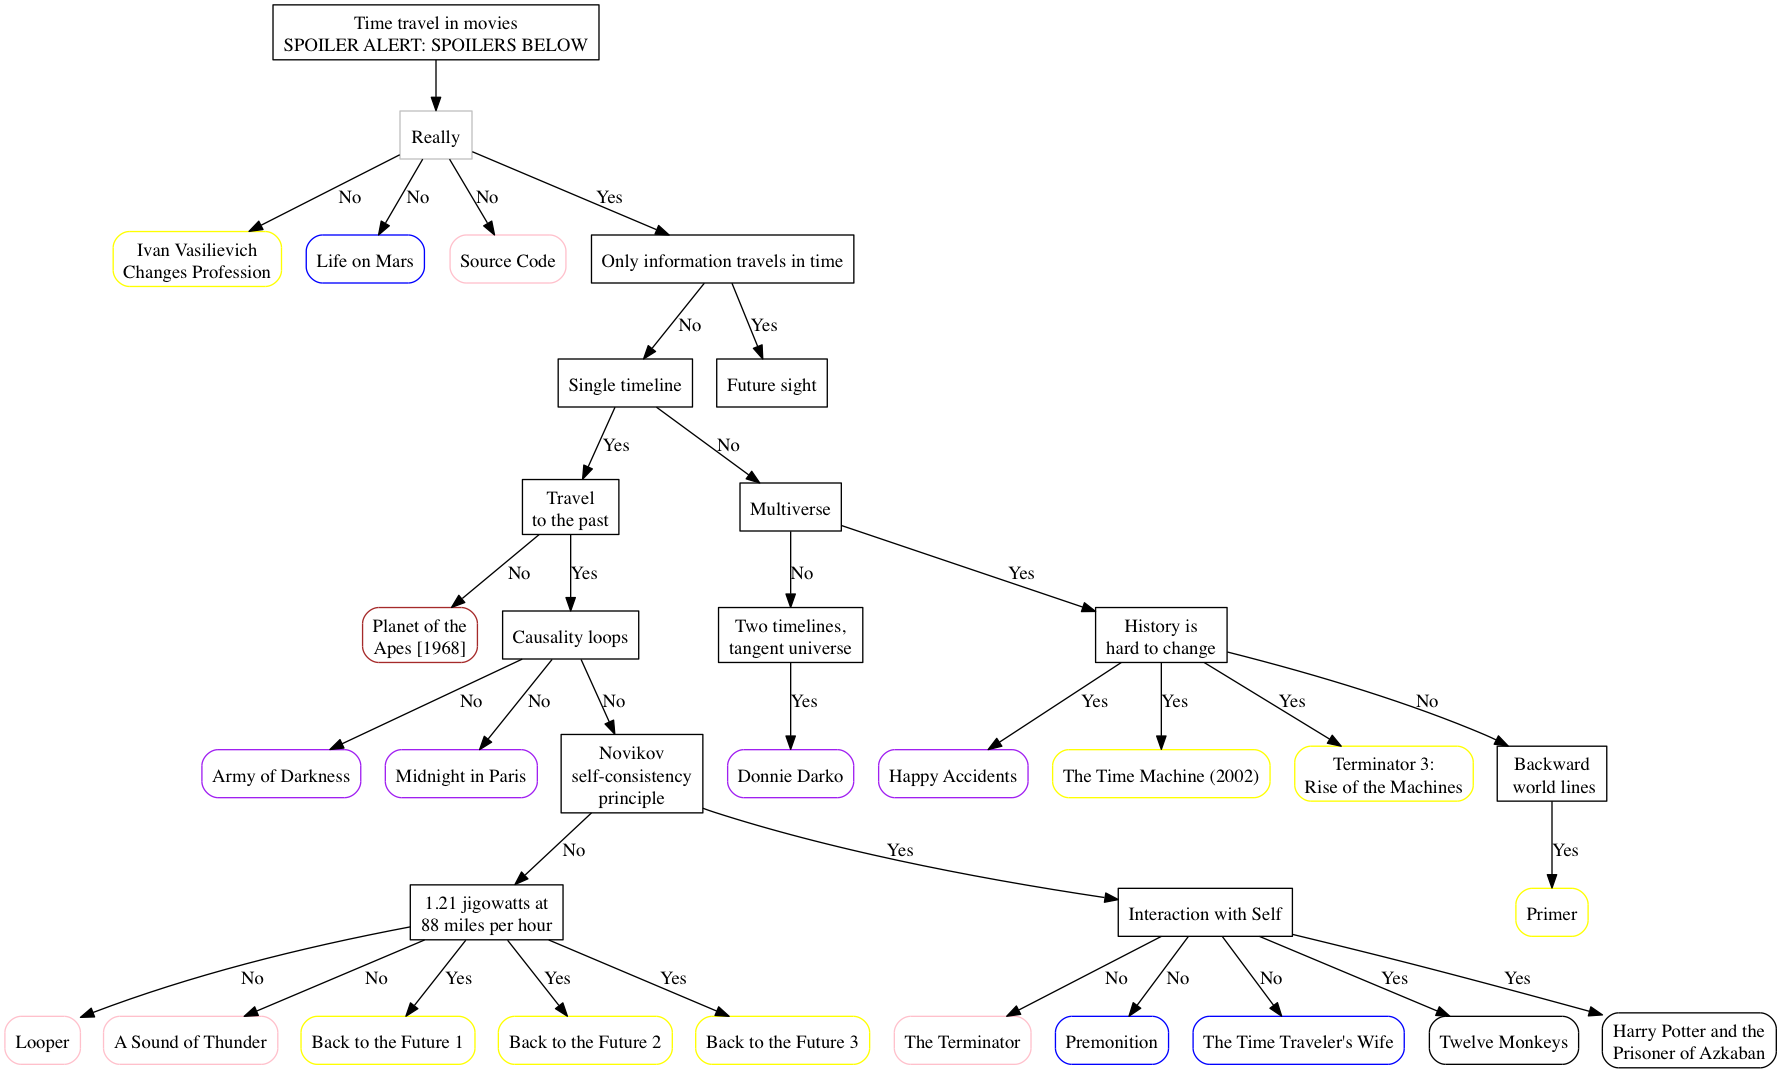 Time travel in movies
SPOILER ALERT: SPOILERS BELOW
Really
No
No
No
Yes
Ivan Vasilievich
Changes Profession
Life on Mars
Source Code
Only information travels in time
No
Yes
Single timeline
Future sight
Yes
No
Travel
to the past
Multiverse
No
Yes
No
Yes
Planet of the
Apes [1968]
Causality loops
Two timelines,
tangent universe
History is
hard to change
No
No
No
Yes
Yes
Yes
Yes
No
Army of Darkness
Midnight in Paris
Novikov
self-consistency
principle
Donnie Darko
Happy Accidents
The Time Machine (2002)
Terminator 3:
Rise of the Machines
Backward
world lines
No
Yes
Yes
1.21 jigowatts at
88 miles per hour
Interaction with Self
Primer
No
No
Yes
Yes
Yes
No
No
No
Yes
Yes
Looper
A Sound of Thunder
Back to the Future 1
Back to the Future 2
Back to the Future 3
The Terminator
Premonition
The Time Traveler's Wife
Twelve Monkeys
Harry Potter and the
Prisoner of Azkaban